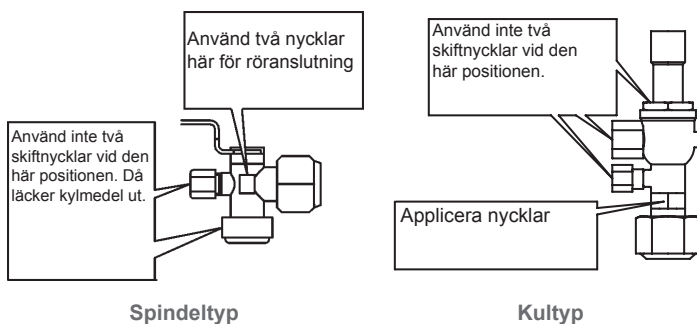 Använd två nycklar
här för röranslutning
Använd inte två
skiftnycklar vid den
här positionen. Då
läcker kylmedel ut.
Spindeltyp
Använd inte två
skiftnycklar vid den
här positionen.
Applicera nycklar
Kultyp